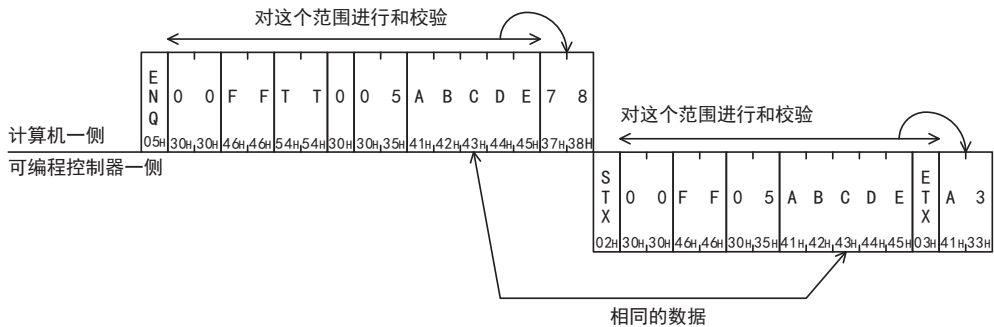 对这个范围进行和校验
ENQ 0 0 F F T T 0 0 5 A B C D E 7 8
05H 30H,30H 46H,46H 54H,54H 30H 30H,35H 41H,42H,43H,44H,45H 37H,38H
计算机一侧
可编程控制器一侧
对这个范围进行和校验
STX 0 0 F F 0 5 A B C D E ETX A 3
02H 30H,30H 46H,46H 30H,35H 41H,42H,43H,44H,45H 03H 41H,33H
相同的数据